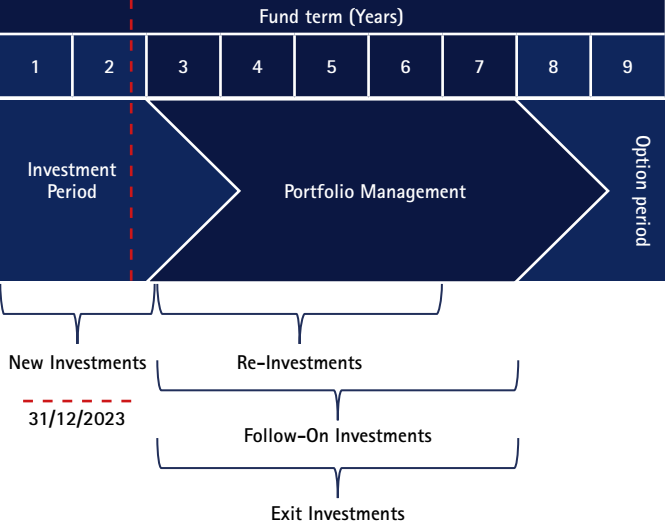 Fund term (Years)
1 2 3 4 5 6 7 8 9
Investment
Period
Portfolio Management
Option period
New Investments
Re-Investments
31/12/2023
Follow-On Investments
Exit Investments